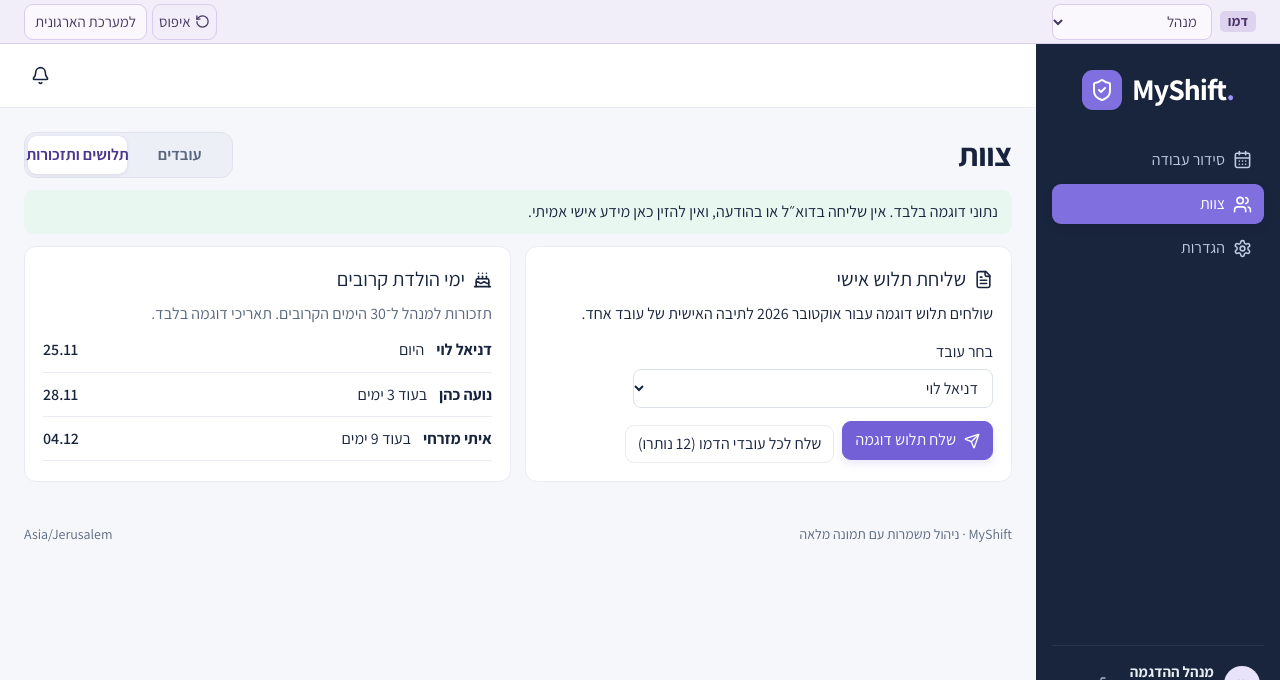 דמו
מנהל
איפוס
למערכת הארגונית
MyShift.
סידור עבודה
צוות
הגדרות
מנהל ההדגמה
צוות
עובדים
תלושים ותזכורות
נתוני דוגמה בלבד. אין שליחה בדוא״ל או בהודעה, ואין להזין כאן מידע אישי אמיתי.
שליחת תלוש אישי
שולחים תלוש דוגמה עבור אוקטובר 2026 לתיבה האישית של עובד אחד.
בחר עובד
דניאל לוי
שלח תלוש דוגמה
שלח לכל עובדי הדמו (12 נותרו)
ימי הולדת קרובים
תזכורות למנהל ל־30 הימים הקרובים. תאריכי דוגמה בלבד.
דניאל לוי היום 25.11
נועה כהן בעוד 3 ימים 28.11
איתי מזרחי בעוד 9 ימים 04.12
MyShift · ניהול משמרות עם תמונה מלאה
Asia/Jerusalem